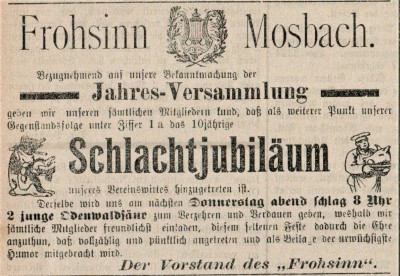 Frohsinn Mosbach.
Bezugnehmend auf unsere Bekanntmachung der
Jahres-Versammlung
geben wir unseren sämtlichen Mitgliedern kund, daß als weiterer Punkt unserer
Gegenstandsfolge unter Ziffer 1 a das 10jährige
Schlachtjubiläum
unseres Vereinswirtes hinzugetreten ist.
Derselbe wird uns am nächsten Donnerstag abend schlag 8 Uhr
2 junge Odenwaldsäur zum Verzehren und Verdauen geben, weshalb wir
sämtliche Mitglieder freundlichst einladen, diesem seltenen Feste dadurch die Ehre
anzuthun, daß vollzählig und pünktlich angetreten und als Beilage der urwüchsigste
Humor mitgebracht wird.
Der Vorstand des „Frohsinn".